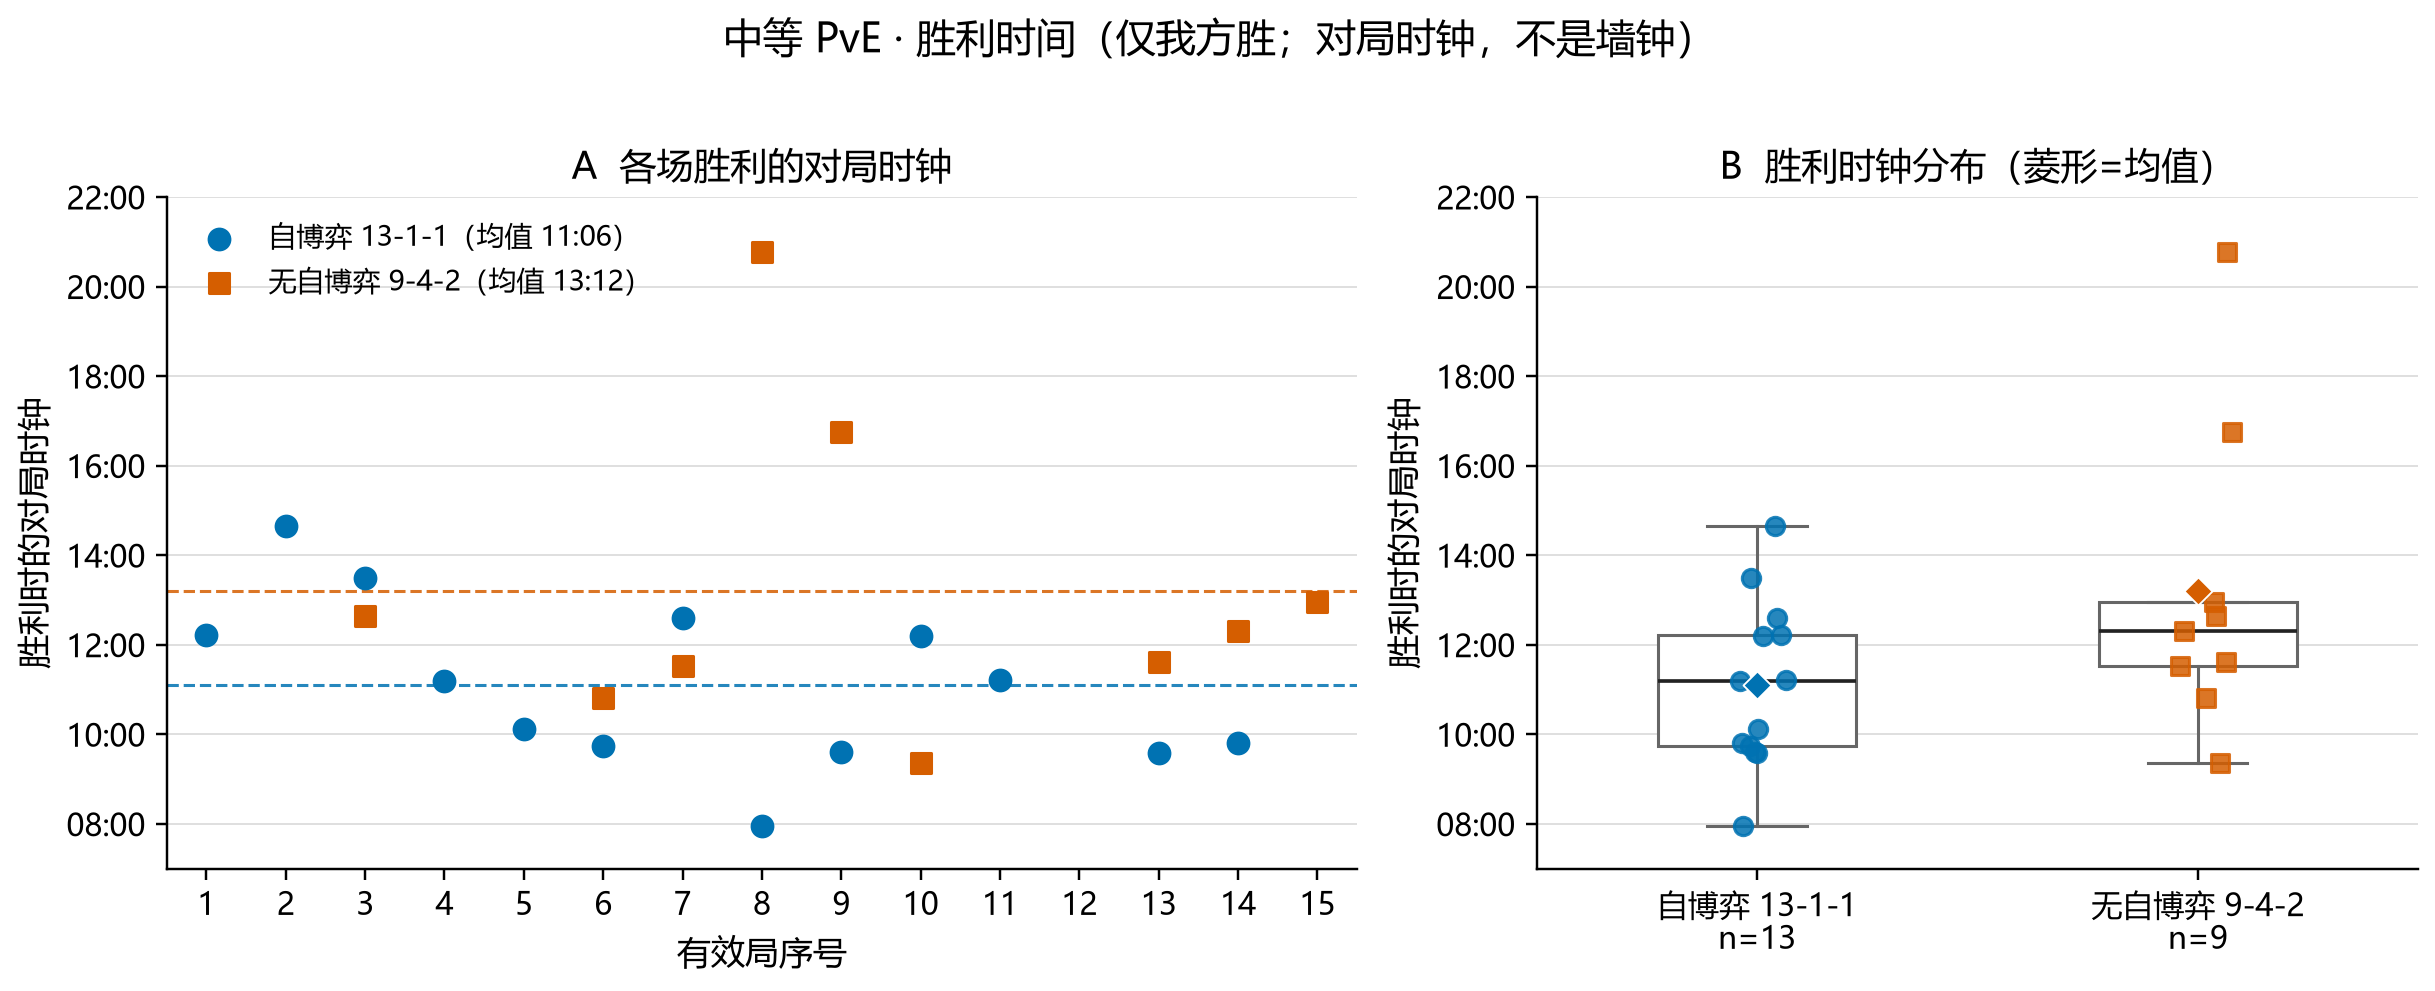 中等 PvE · 胜利时间（仅我方胜；对局时钟，不是墙钟）
A 各场胜利的对局时钟
胜利时的对局时钟
22:00
20:00
18:00
16:00
14:00
12:00
10:00
08:00
自博弈 13-1-1（均值 11:06）
无自博弈 9-4-2（均值 13:12）
1 2 3 4 5 6 7 8 9 10 11 12 13 14 15
有效局序号
B 胜利时钟分布（菱形=均值）
胜利时的对局时钟
22:00
20:00
18:00
16:00
14:00
12:00
10:00
08:00
自博弈 13-1-1
n=13
无自博弈 9-4-2
n=9